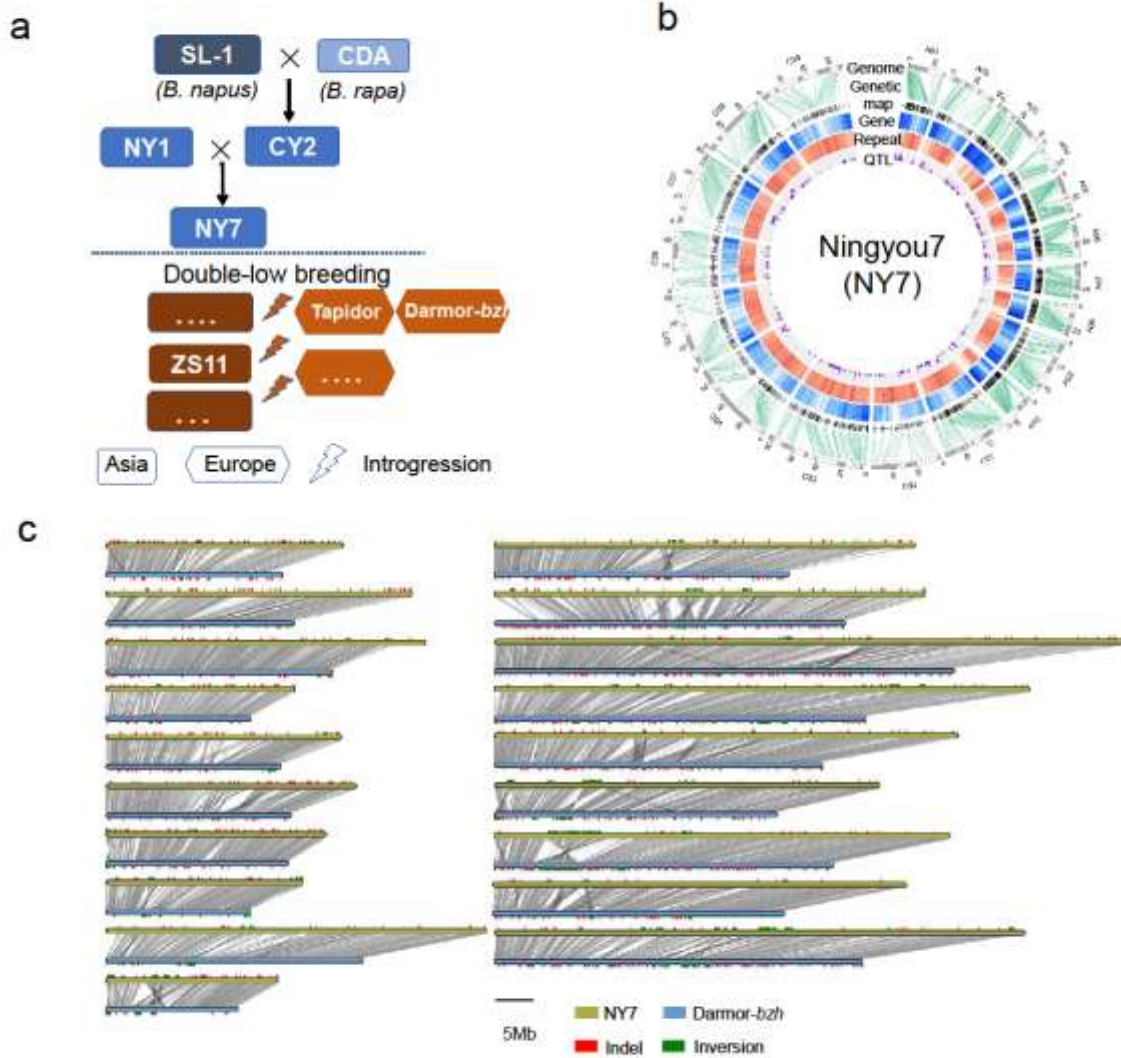 a
SL-1
CDA
(B. napus)
(B. rapa)
NY1
CY2
NY7
Double-low breeding
....
Tapidor
Darmor-bzh
ZS11
....
...
Asia
Europe
Introgression
b
Genome
Genetic
map
Gene
Repeat
QTL
Ningyou7
(NY7)
c
5Mb
NY7
Darmor-bzh
Indel
Inversion